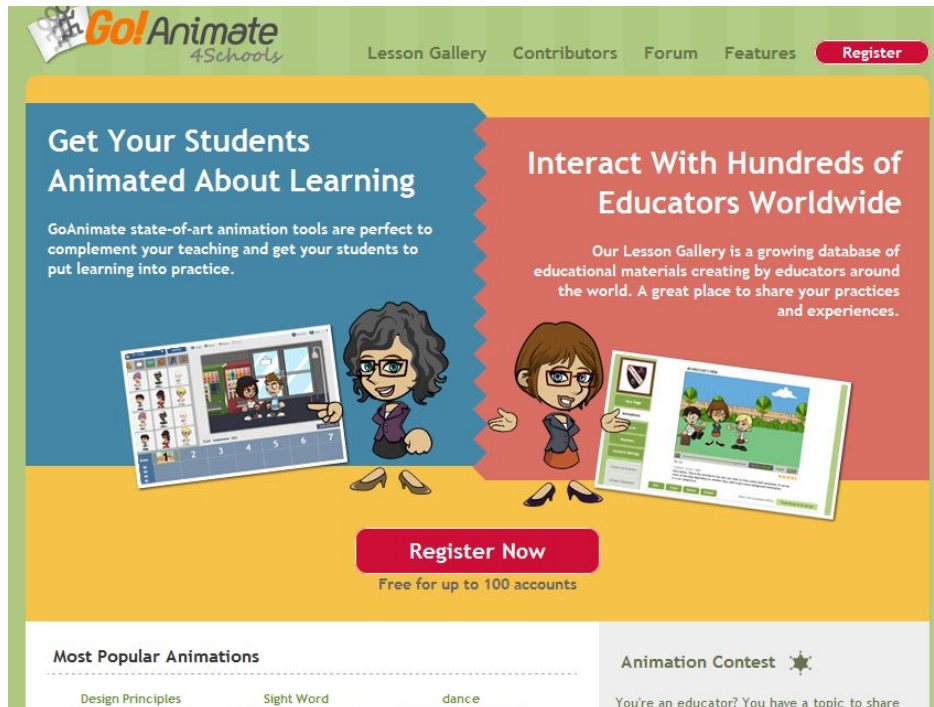 Go! Animate
4Schools
Lesson Gallery Contributors Forum Features Register
Get Your Students
Animated About Learning
GoAnimate state-of-art animation tools are perfect to
complement your teaching and get your students to
put learning into practice.
Interact With Hundreds of
Educators Worldwide
Our Lesson Gallery is a growing database of
educational materials creating by educators around
the world. A great place to share your practices
and experiences.
1 2 3 4 5 6 7
Register Now
Free for up to 100 accounts
Most Popular Animations
Design Principles Sight Word dance
Animation Contest
You're an educator? You have a topic to share